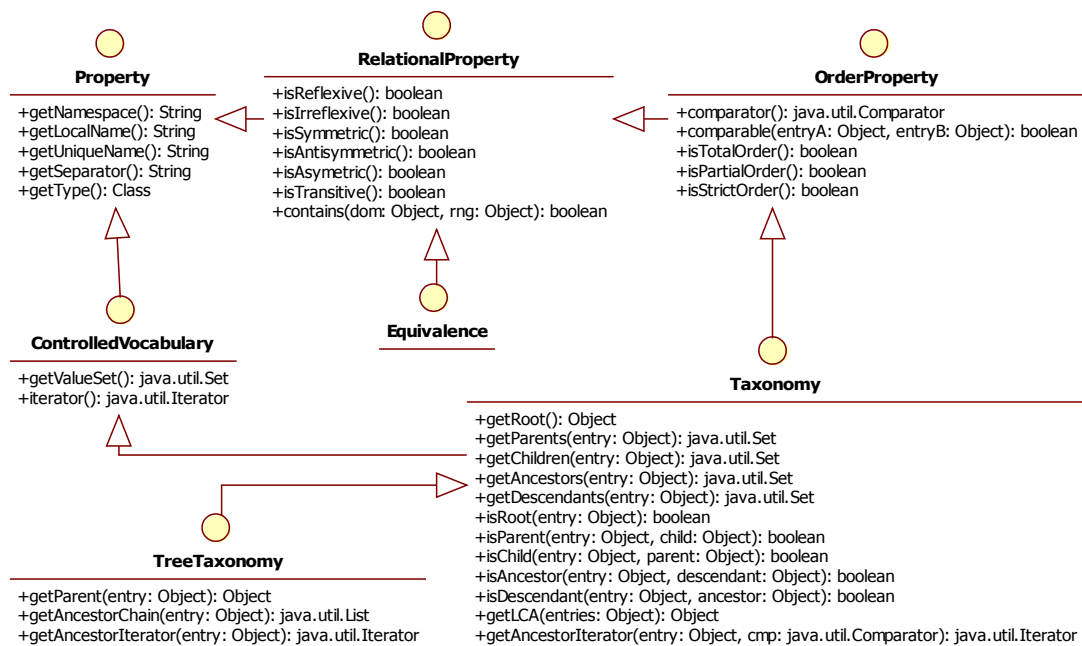 Property
+getNamespace(): String
+getLocalName(): String
+getUniqueName(): String
+getSeparator(): String
+getType(): Class
RelationalProperty
+isReflexive(): boolean
+isIrreflexive(): boolean
+isSymmetric(): boolean
+isAntisymmetric(): boolean
+isAsymetric(): boolean
+isTransitive(): boolean
+contains(dom: Object, rng: Object): boolean
OrderProperty
+comparator(): java.util.Comparator
+comparable(entryA: Object, entryB: Object): boolean
+isTotalOrder(): boolean
+isPartialOrder(): boolean
+isStrictOrder(): boolean
ControlledVocabulary
+getValueSet(): java.util.Set
+iterator(): java.util.Iterator
Equivalence
Taxonomy
+getRoot(): Object
+getParents(entry: Object): java.util.Set
+getChildren(entry: Object): java.util.Set
+getAncestors(entry: Object): java.util.Set
+getDescendants(entry: Object): java.util.Set
+isRoot(entry: Object): boolean
+isParent(entry: Object, child: Object): boolean
+isChild(entry: Object, parent: Object): boolean
+isAncestor(entry: Object, descendant: Object): boolean
+isDescendant(entry: Object, ancestor: Object): boolean
+getLCA(entries: Object): Object
+getAncestorIterator(entry: Object, cmp: java.util.Comparator): java.util.Iterator
TreeTaxonomy
+getParent(entry: Object): Object
+getAncestorChain(entry: Object): java.util.List
+getAncestorIterator(entry: Object): java.util.Iterator